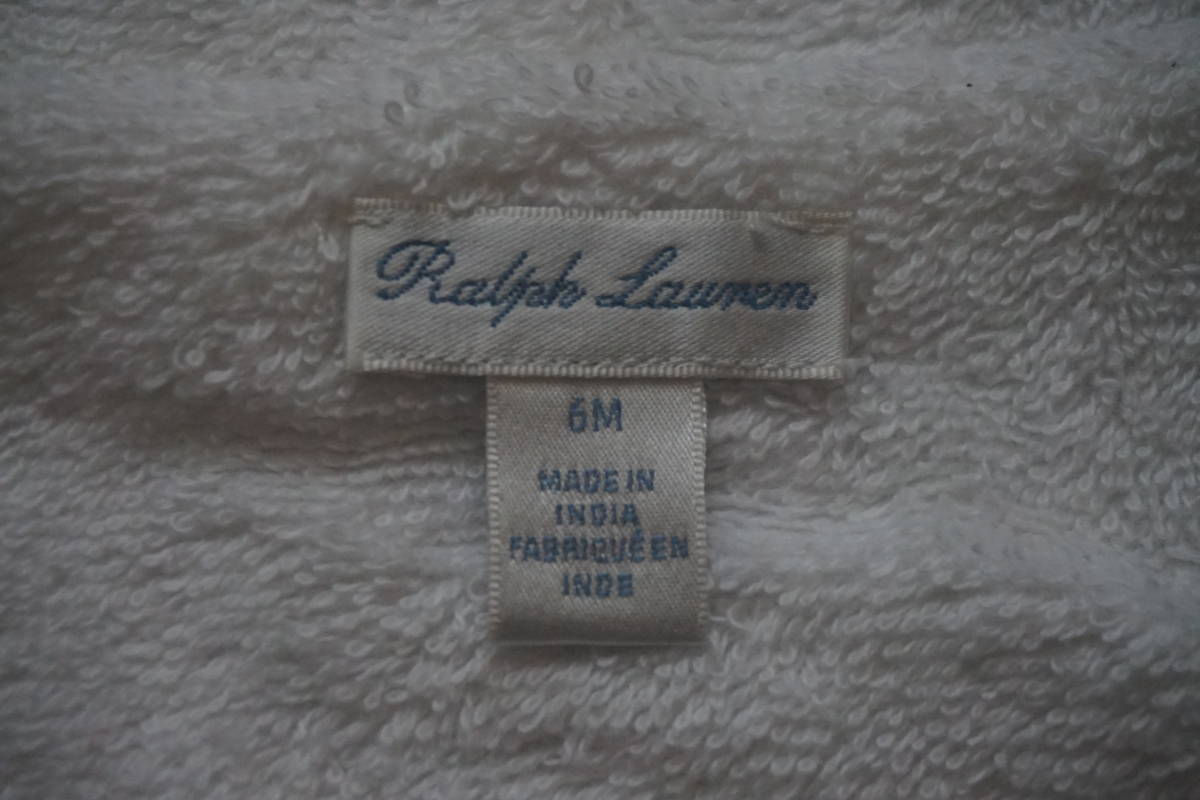 Ralph Lauren
6M
MADE IN
INDIA
FABRIQUÉ EN
INDE